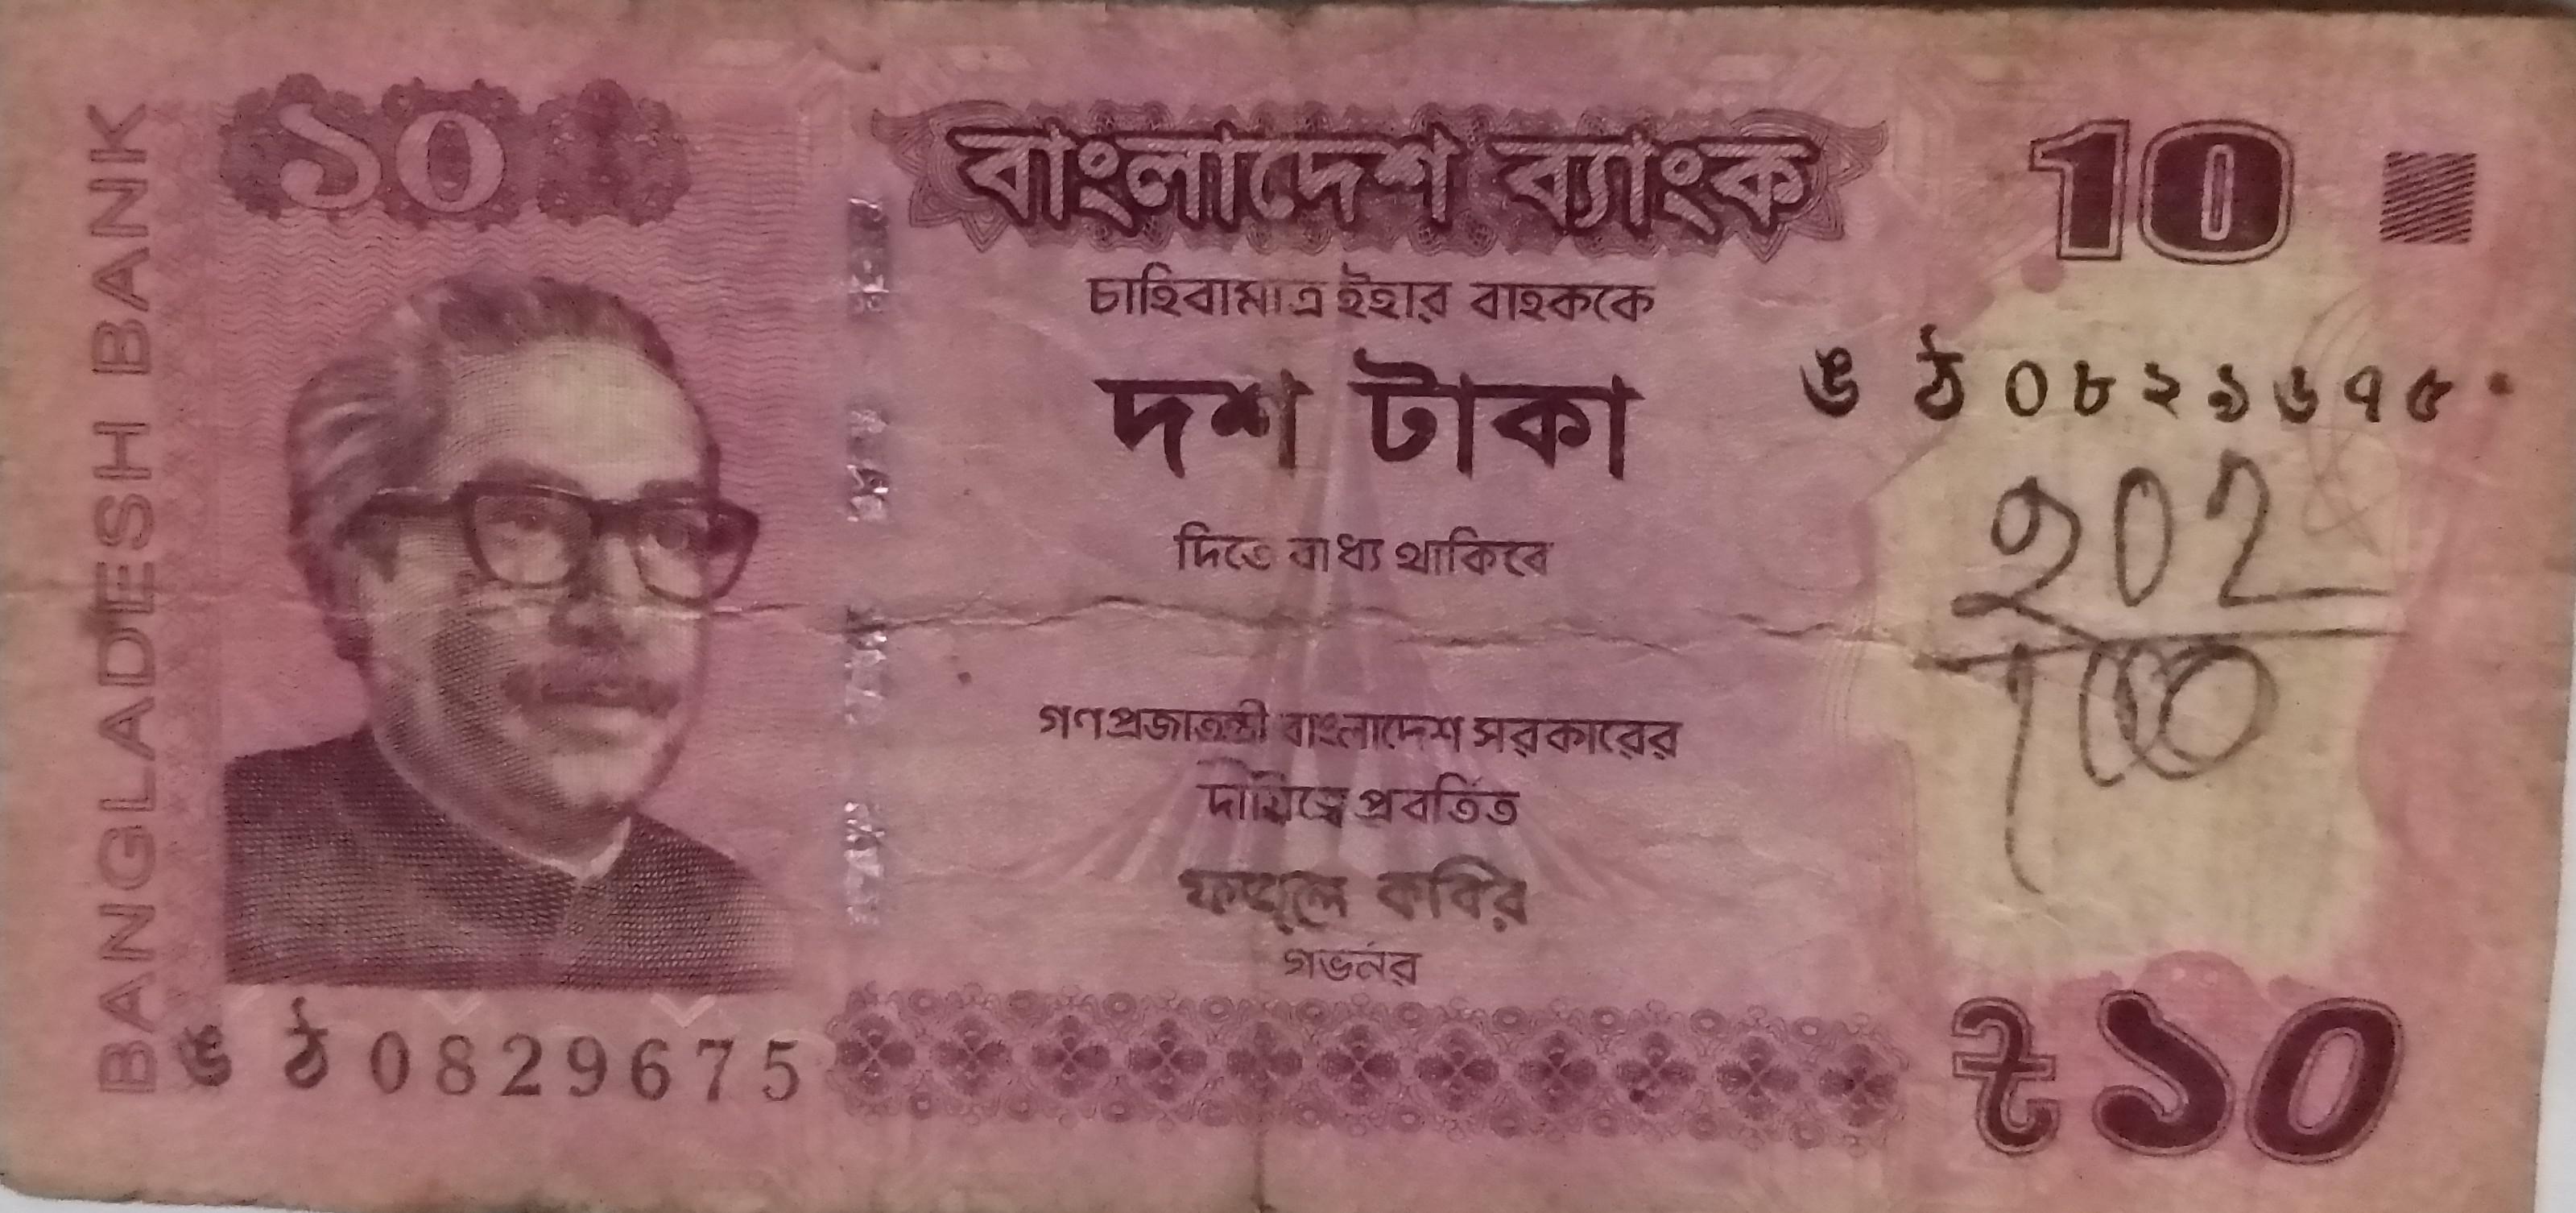 BANGLADESH BANK
১০
বাংলাদেশ ব্যাংক
10
চাহিবামাত্র ইহার বাহককে
দশ টাকা
ঙ ঠ ০৮২৯৬৭৫
দিতে বাধ্য থাকিবে
202
গণপ্রজাতন্ত্রী বাংলাদেশ সরকারের
দায়িত্বে প্রবর্তিত
ফজলে কবির
গভর্নর
ঙ ঠ 0829675
৳১০